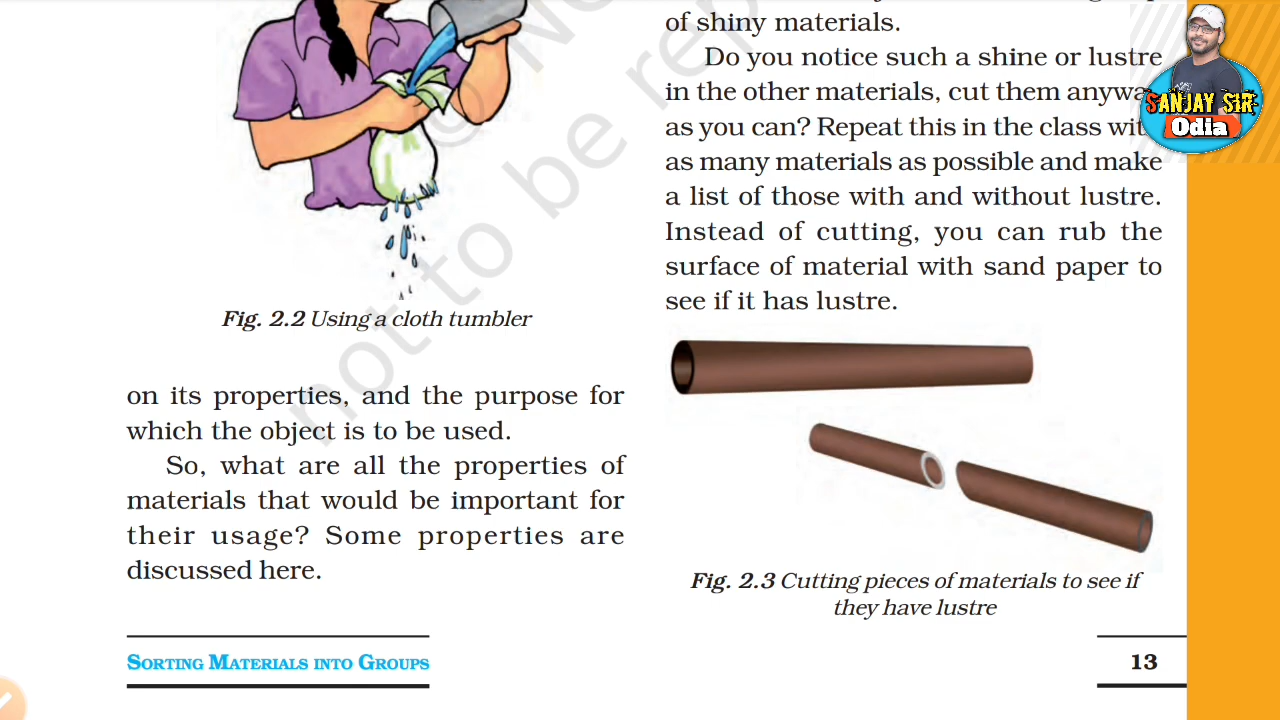 Fig. 2.2 Using a cloth tumbler
on its properties, and the purpose for
which the object is to be used.
So, what are all the properties of
materials that would be important for
their usage? Some properties are
discussed here.
of shiny materials.
Do you notice such a shine or lustre
in the other materials, cut them anyway
as you can? Repeat this in the class with
as many materials as possible and make
a list of those with and without lustre.
Instead of cutting, you can rub the
surface of material with sand paper to
see if it has lustre.
Fig. 2.3 Cutting pieces of materials to see if
they have lustre
SORTING MATERIALS INTO GROUPS
13
not to be
SANJAY SIR
Odia